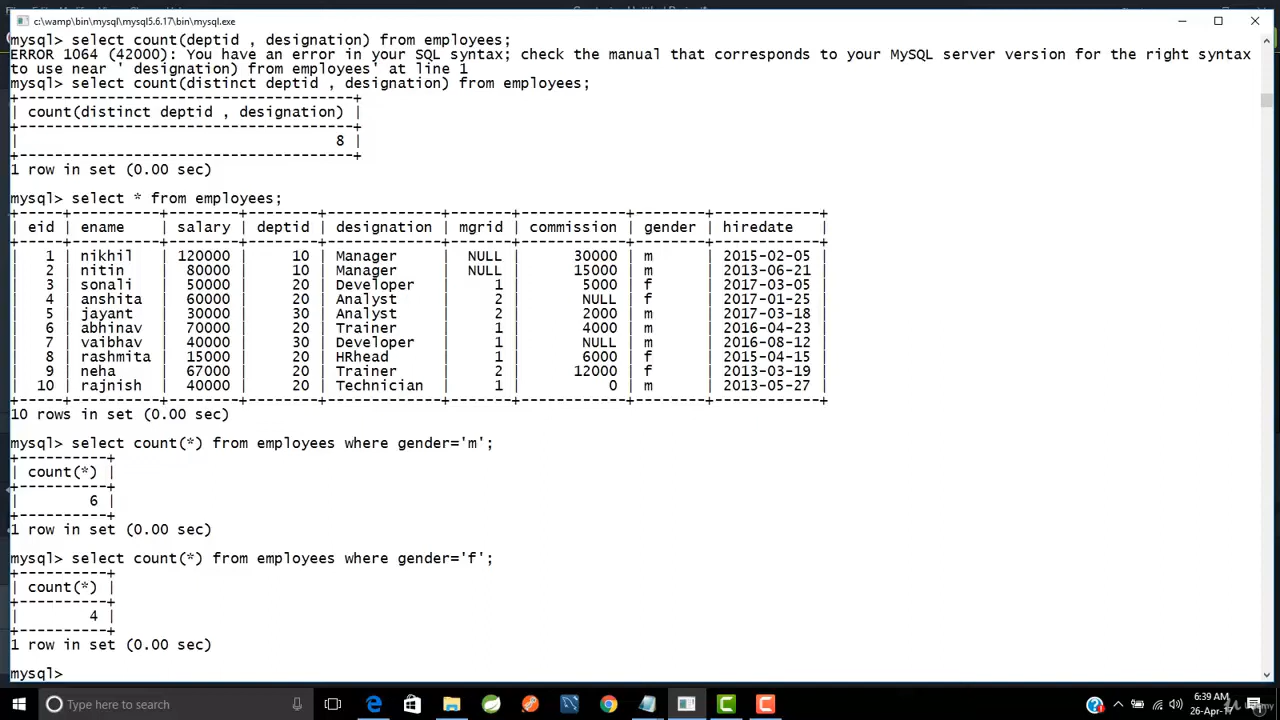 c:\wamp\bin\mysql\mysql5.6.17\bin\mysql.exe
mysql> select count(deptid , designation) from employees;
ERROR 1064 (42000): You have an error in your SQL syntax; check the manual that corresponds to your MySQL server version for the right syntax
to use near ' designation) from employees' at line 1
mysql> select count(distinct deptid , designation) from employees;
+-------------------------------------+
| count(distinct deptid , designation) |
+-------------------------------------+
| 8 |
+-------------------------------------+
1 row in set (0.00 sec)
mysql> select * from employees;
+-----+----------+--------+--------+-------------+-------+------------+--------+------------+
| eid | ename | salary | deptid | designation | mgrid | commission | gender | hiredate |
+-----+----------+--------+--------+-------------+-------+------------+--------+------------+
| 1 | nikhil | 120000 | 10 | Manager | NULL | 30000 | m | 2015-02-05 |
| 2 | nitin | 80000 | 10 | Manager | NULL | 15000 | m | 2013-06-21 |
| 3 | sonali | 50000 | 20 | Developer | 1 | 5000 | f | 2017-03-05 |
| 4 | anshita | 60000 | 20 | Analyst | 2 | NULL | f | 2017-01-25 |
| 5 | jayant | 30000 | 30 | Analyst | 2 | 2000 | m | 2017-03-18 |
| 6 | abhinav | 70000 | 20 | Trainer | 1 | 4000 | m | 2016-04-23 |
| 7 | vaibhav | 40000 | 30 | Developer | 1 | NULL | m | 2016-08-12 |
| 8 | rashmita | 15000 | 20 | HRhead | 1 | 6000 | f | 2015-04-15 |
| 9 | neha | 67000 | 20 | Trainer | 2 | 12000 | f | 2013-03-19 |
| 10 | rajnish | 40000 | 20 | Technician | 1 | 0 | m | 2013-05-27 |
+-----+----------+--------+--------+-------------+-------+------------+--------+------------+
10 rows in set (0.00 sec)
mysql> select count(*) from employees where gender='m';
+----------+
| count(*) |
+----------+
| 6 |
+----------+
1 row in set (0.00 sec)
mysql> select count(*) from employees where gender='f';
+----------+
| count(*) |
+----------+
| 4 |
+----------+
1 row in set (0.00 sec)
mysql>
Type here to search
6:39 AM
26-Apr-17